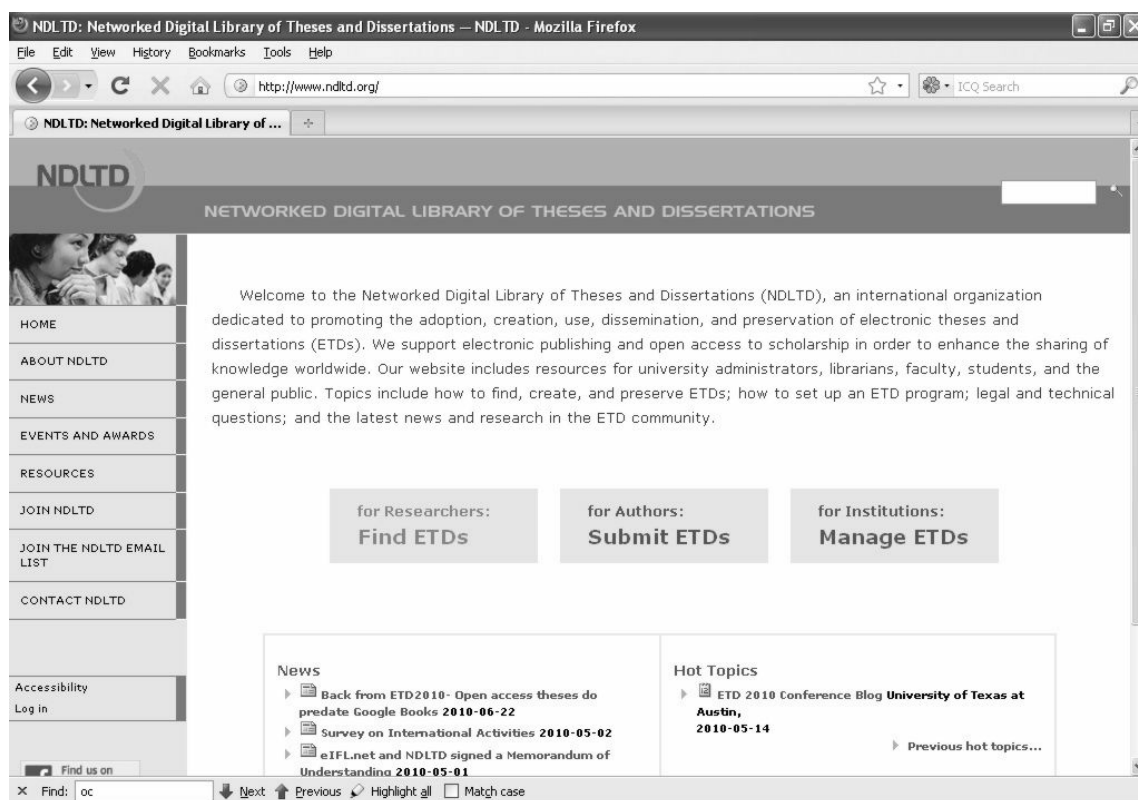 NDLTD: Networked Digital Library of Theses and Dissertations — NDLTD - Mozilla Firefox
File Edit View History Bookmarks Tools Help
http://www.ndltd.org/
ICQ Search
NDLTD: Networked Digital Library of ...
NDLTD
NETWORKED DIGITAL LIBRARY OF THESES AND DISSERTATIONS
HOME
ABOUT NDLTD
NEWS
EVENTS AND AWARDS
RESOURCES
JOIN NDLTD
JOIN THE NDLTD EMAIL
LIST
CONTACT NDLTD
Accessibility
Log in
Find us on
Welcome to the Networked Digital Library of Theses and Dissertations (NDLTD), an international organization
dedicated to promoting the adoption, creation, use, dissemination, and preservation of electronic theses and
dissertations (ETDs). We support electronic publishing and open access to scholarship in order to enhance the sharing of
knowledge worldwide. Our website includes resources for university administrators, librarians, faculty, students, and the
general public. Topics include how to find, create, and preserve ETDs; how to set up an ETD program; legal and technical
questions; and the latest news and research in the ETD community.
for Researchers:
Find ETDs
for Authors:
Submit ETDs
for Institutions:
Manage ETDs
News
Back from ETD2010- Open access theses do
predate Google Books 2010-06-22
Survey on International Activities 2010-05-02
eIFL.net and NDLTD signed a Memorandum of
Understanding 2010-05-01
Hot Topics
ETD 2010 Conference Blog University of Texas at
Austin,
2010-05-14
Previous hot topics...
Find: oc Next Previous Highlight all Match case